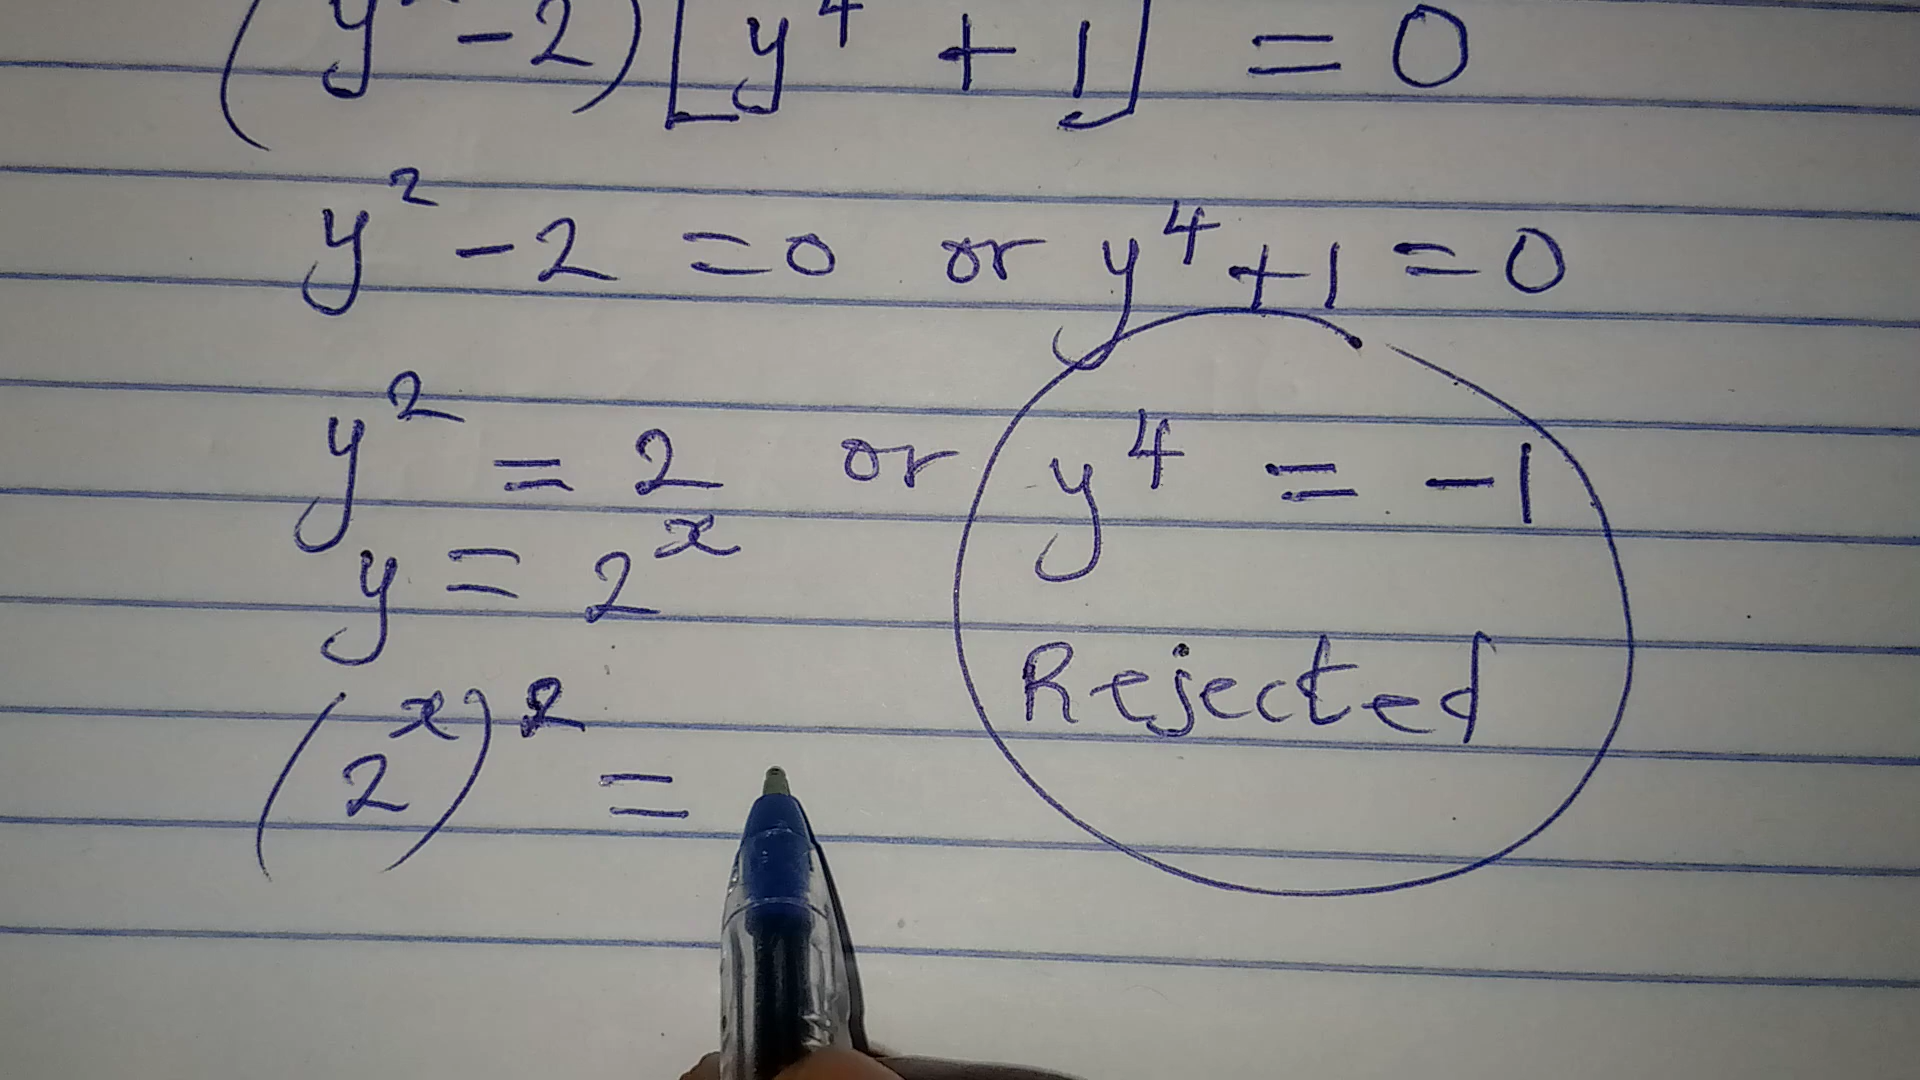 (y² - 2)[y⁴ + 1] = 0
y² - 2 = 0 or y⁴ + 1 = 0
y² = 2 or y⁴ = -1
y = 2ˣ
Rejected
(2ˣ)² =